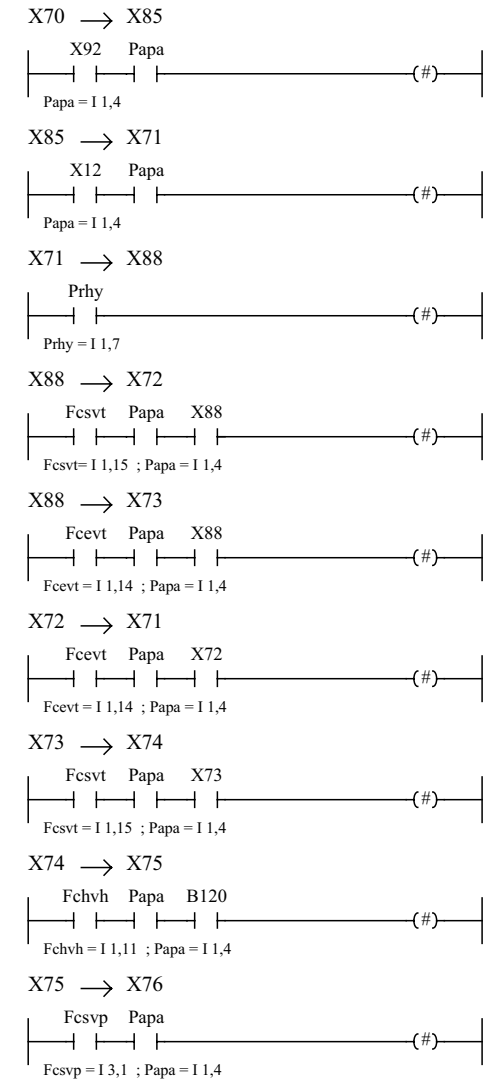 X70 → X85
X92 Papa
(#)
Papa = I 1,4
X85 → X71
X12 Papa
(#)
Papa = I 1,4
X71 → X88
Prhy
(#)
Prhy = I 1,7
X88 → X72
Fcsvt Papa X88
(#)
Fcsvt= I 1,15 ; Papa = I 1,4
X88 → X73
Fcevt Papa X88
(#)
Fcevt = I 1,14 ; Papa = I 1,4
X72 → X71
Fcevt Papa X72
(#)
Fcevt = I 1,14 ; Papa = I 1,4
X73 → X74
Fcsvt Papa X73
(#)
Fcsvt = I 1,15 ; Papa = I 1,4
X74 → X75
Fchvh Papa B120
(#)
Fchvh = I 1,11 ; Papa = I 1,4
X75 → X76
Fcsvp Papa
(#)
Fcsvp = I 3,1 ; Papa = I 1,4